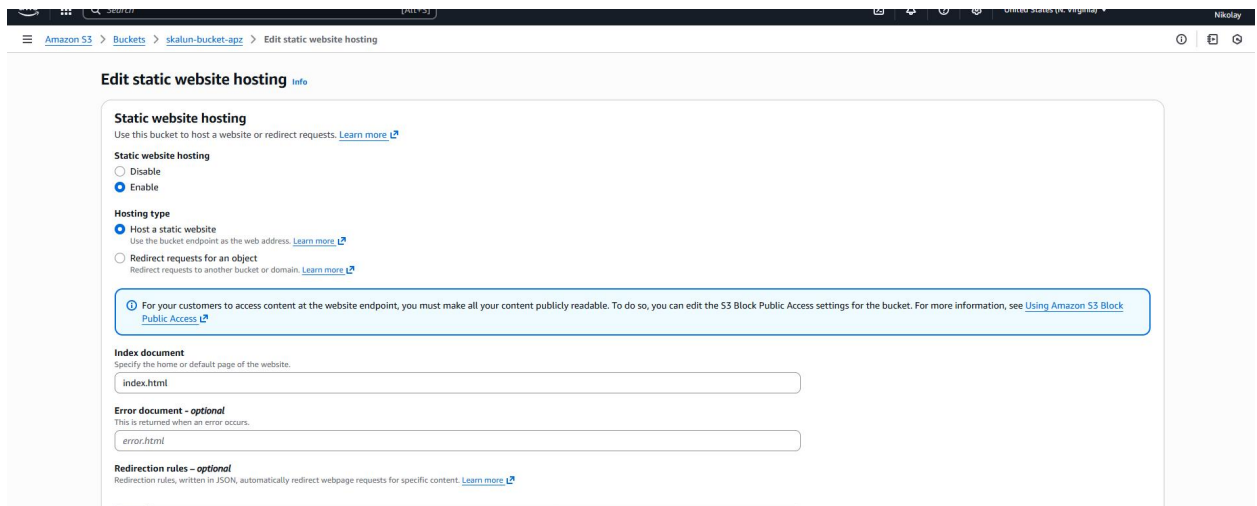 Search
[Alt+S]
United States (N. Virginia)
Nikolay
Amazon S3 > Buckets > skalun-bucket-apz > Edit static website hosting
Edit static website hosting Info
Static website hosting
Use this bucket to host a website or redirect requests. Learn more
Static website hosting
Disable
Enable
Hosting type
Host a static website
Use the bucket endpoint as the web address. Learn more
Redirect requests for an object
Redirect requests to another bucket or domain. Learn more
For your customers to access content at the website endpoint, you must make all your content publicly readable. To do so, you can edit the S3 Block Public Access settings for the bucket. For more information, see Using Amazon S3 Block
Public Access
Index document
Specify the home or default page of the website.
index.html
Error document - optional
This is returned when an error occurs.
error.html
Redirection rules – optional
Redirection rules, written in JSON, automatically redirect webpage requests for specific content. Learn more